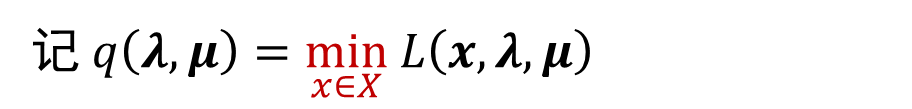 记 q(λ, μ) = min L(x, λ, μ)
x∈X